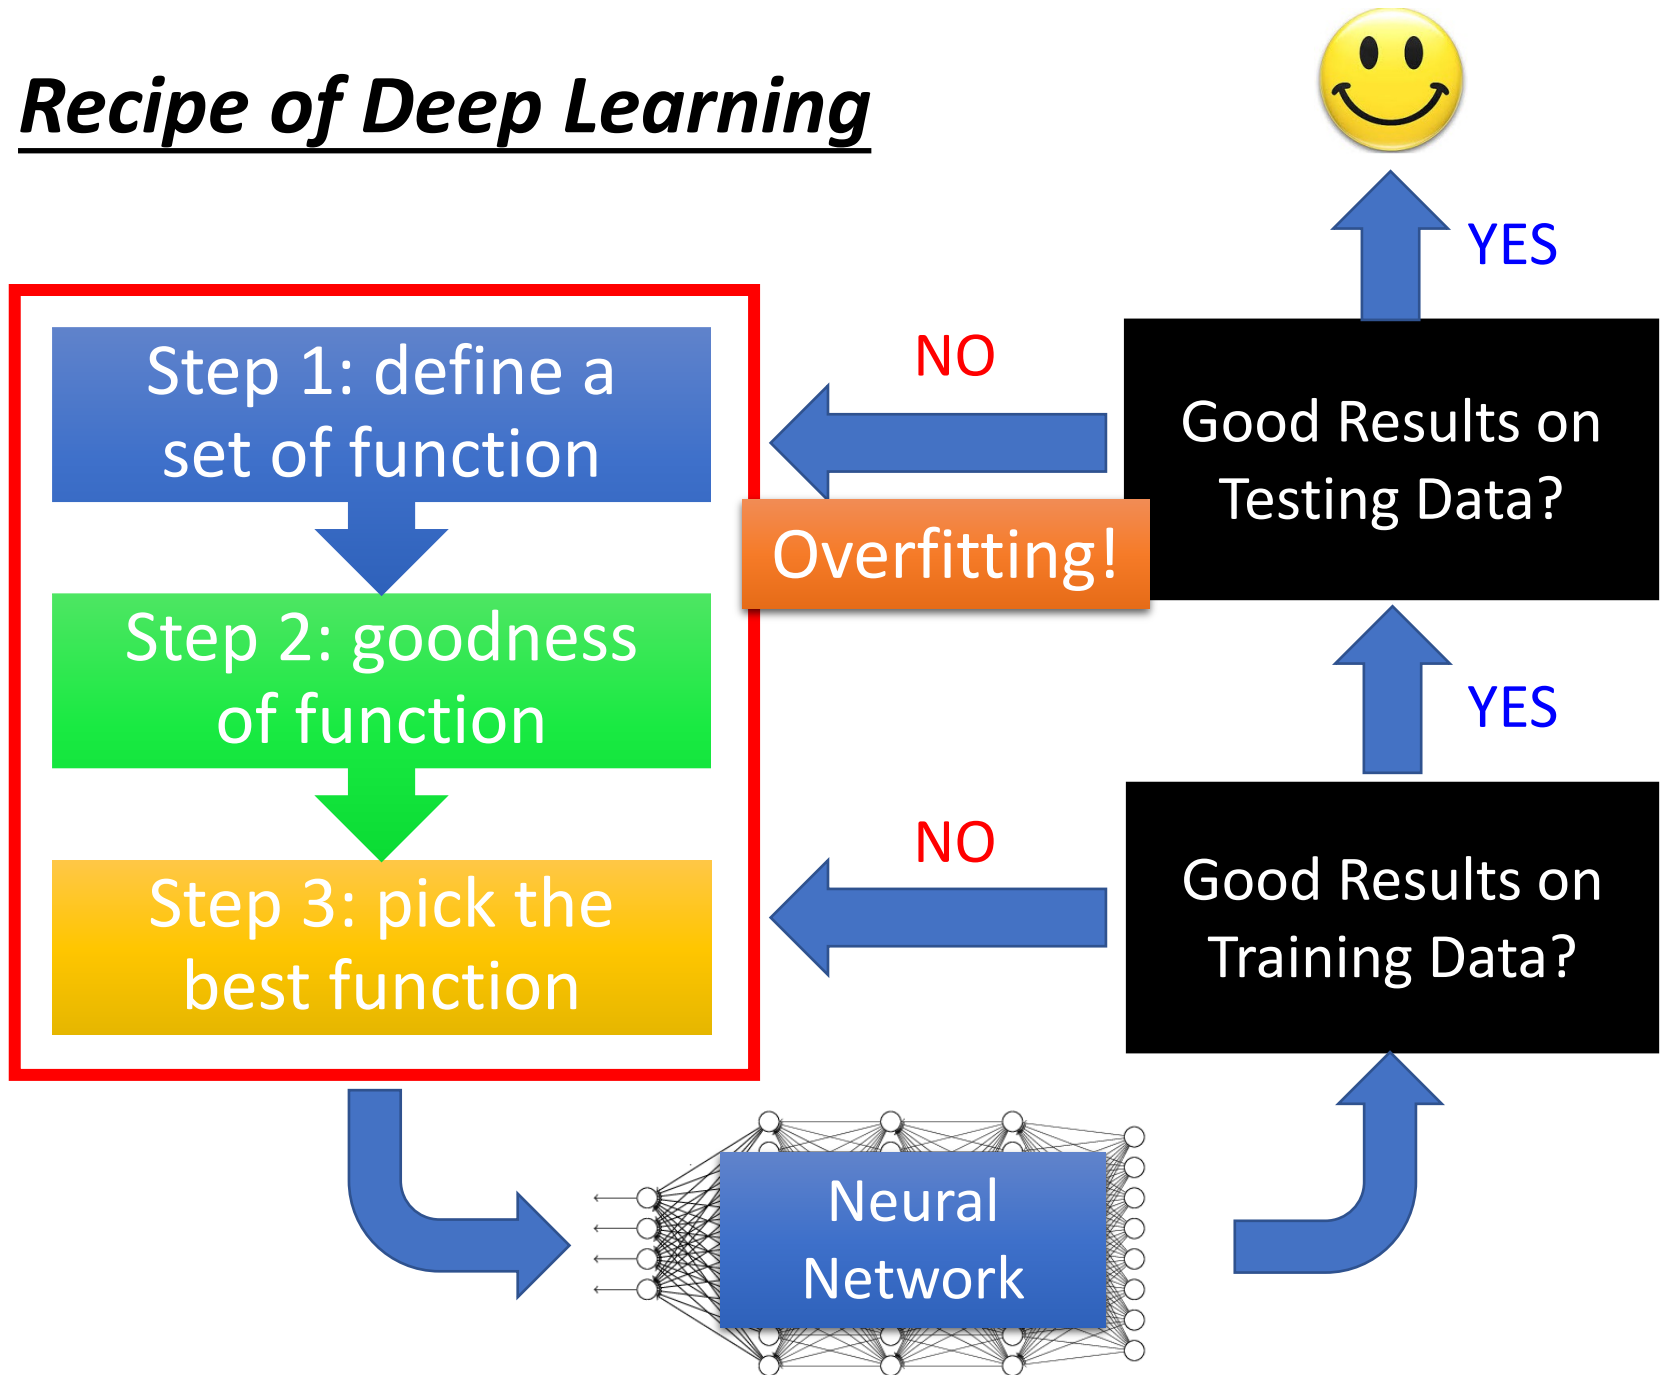 Recipe of Deep Learning
YES
NO
Step 1: define a
set of function
Good Results on
Testing Data?
Overfitting!
Step 2: goodness
of function
YES
NO
Step 3: pick the
best function
Good Results on
Training Data?
Neural
Network